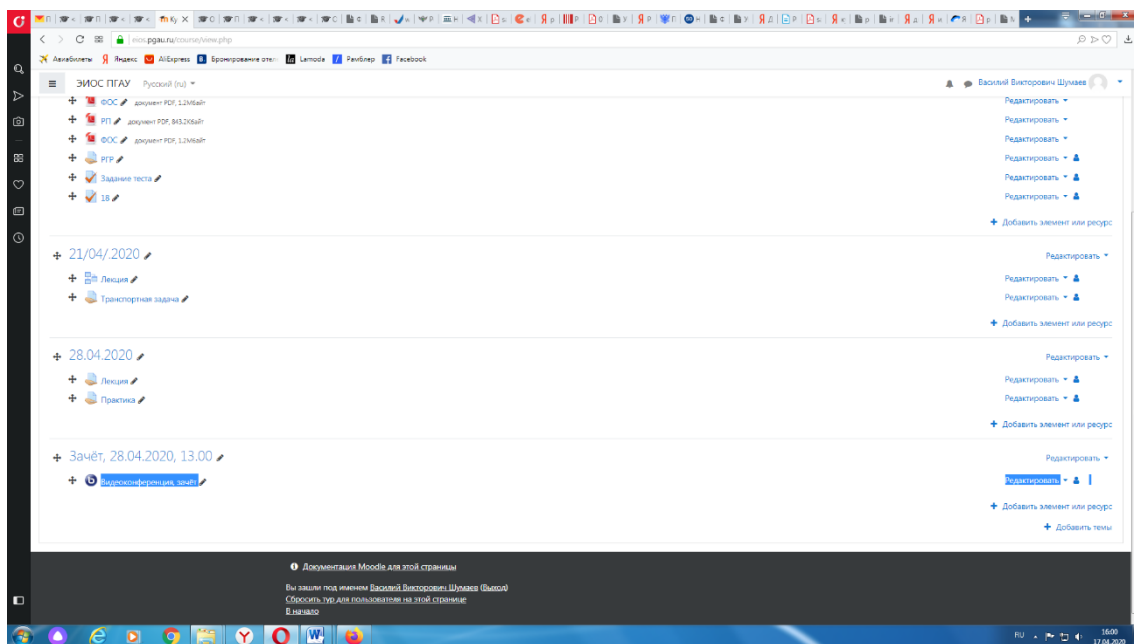 eios.pgau.ru/course/view.php
Авиабилеты Яндекс AliExpress Бронирование отел Lamoda Рамблер Facebook
ЭИОС ПГАУ Русский (ru) Василий Викторович Шумаев
ФОС документ PDF, 1.2Мбайт Редактировать
РП документ PDF, 843.2Кбайт Редактировать
ФОС документ PDF, 1.2Мбайт Редактировать
РГР Редактировать
Задание теста Редактировать
18 Редактировать
Добавить элемент или ресурс
21/04/.2020 Редактировать
Лекция Редактировать
Транспортная задача Редактировать
Добавить элемент или ресурс
28.04.2020 Редактировать
Лекция Редактировать
Практика Редактировать
Добавить элемент или ресурс
Зачёт, 28.04.2020, 13.00 Редактировать
Видеоконференция, зачёт Редактировать
Добавить элемент или ресурс
Добавить темы
Документация Moodle для этой страницы
Вы зашли под именем Василий Викторович Шумаев (Выход)
Сбросить тур для пользователя на этой странице
В начало
RU 16:00
17.04.2020